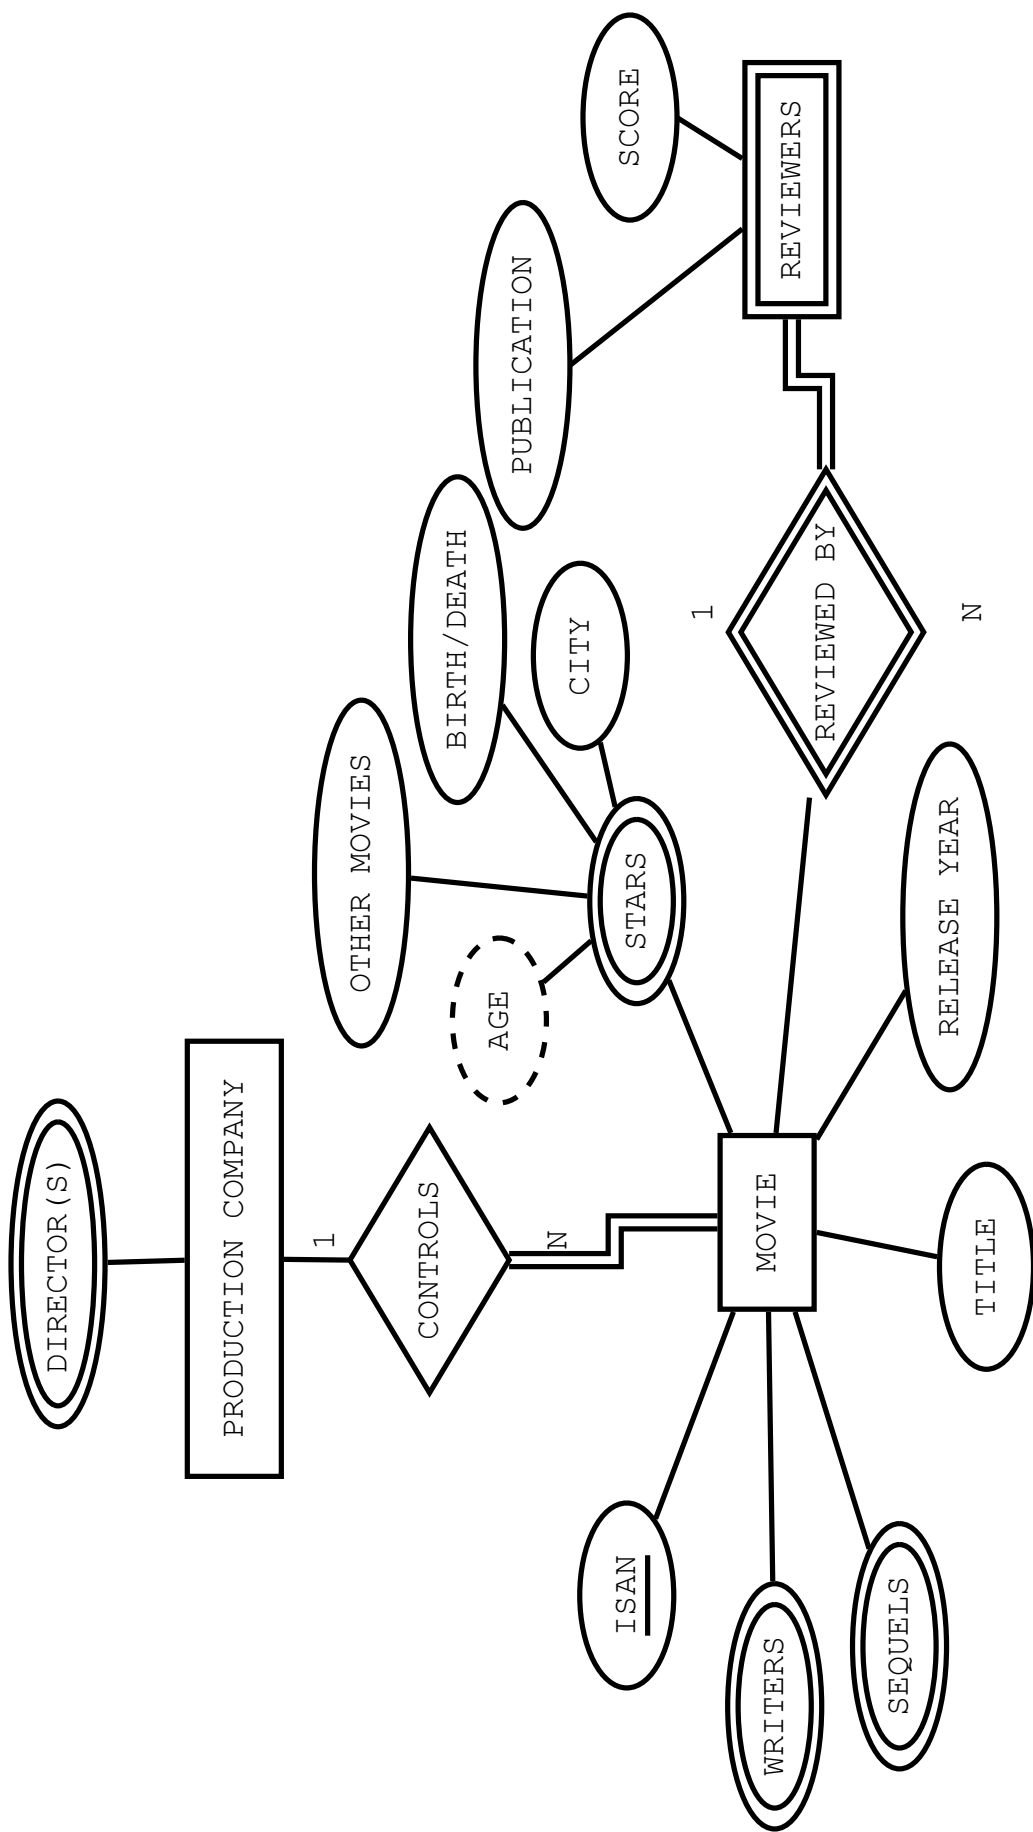 DIRECTOR(S)
PRODUCTION COMPANY
1
CONTROLS
N
OTHER MOVIES
BIRTH/DEATH
AGE
CITY
STARS
PUBLICATION
SCORE
ISAN
WRITERS
SEQUELS
MOVIE
TITLE
RELEASE YEAR
1
REVIEWED BY
N
REVIEWERS